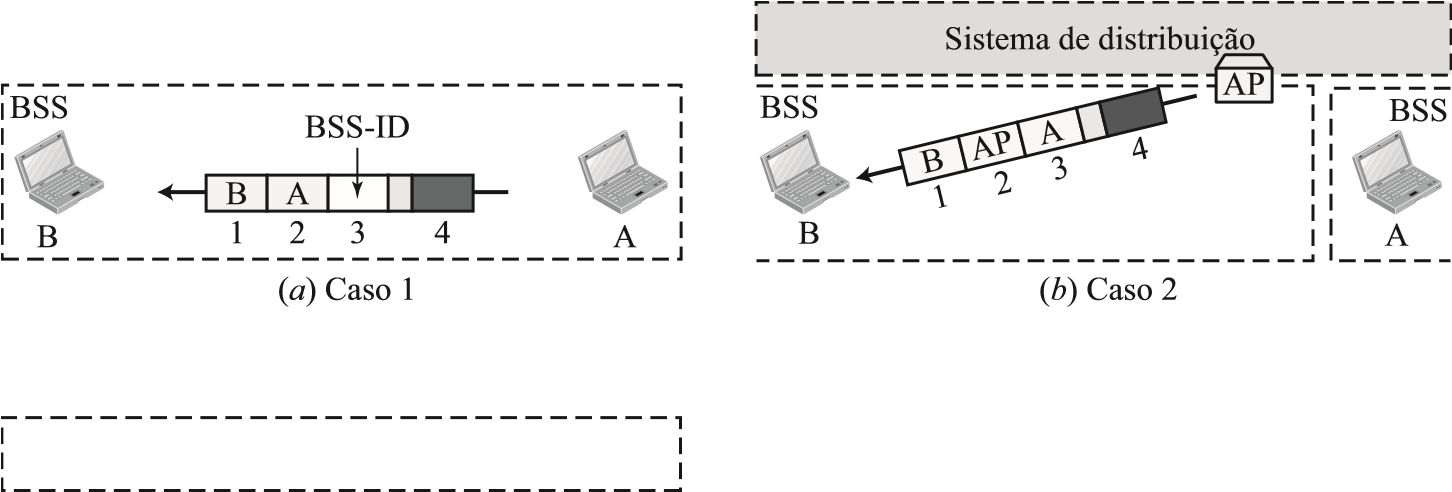 BSS
BSS-ID
B A
1 2 3 4
B
A
(a) Caso 1
Sistema de distribuição
AP
BSS
BSS
B AP A
1 2 3 4
B
A
(b) Caso 2